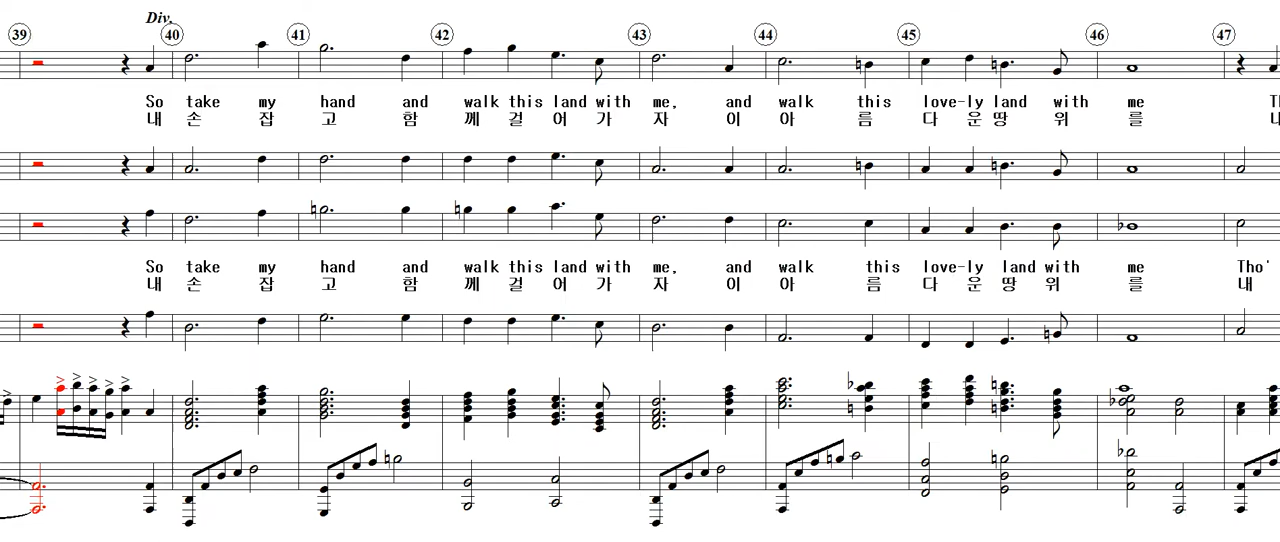 Div.
39 40 41 42 43 44 45 46 47
So take my hand and walk this land with me, and walk this love-ly land with me
내 손 잡 고 함 께 걸 어 가 자 이 아 름 다 운 땅 위 를
So take my hand and walk this land with me, and walk this love-ly land with me Tho'
내 손 잡 고 함 께 걸 어 가 자 이 아 름 다 운 땅 위 를 내